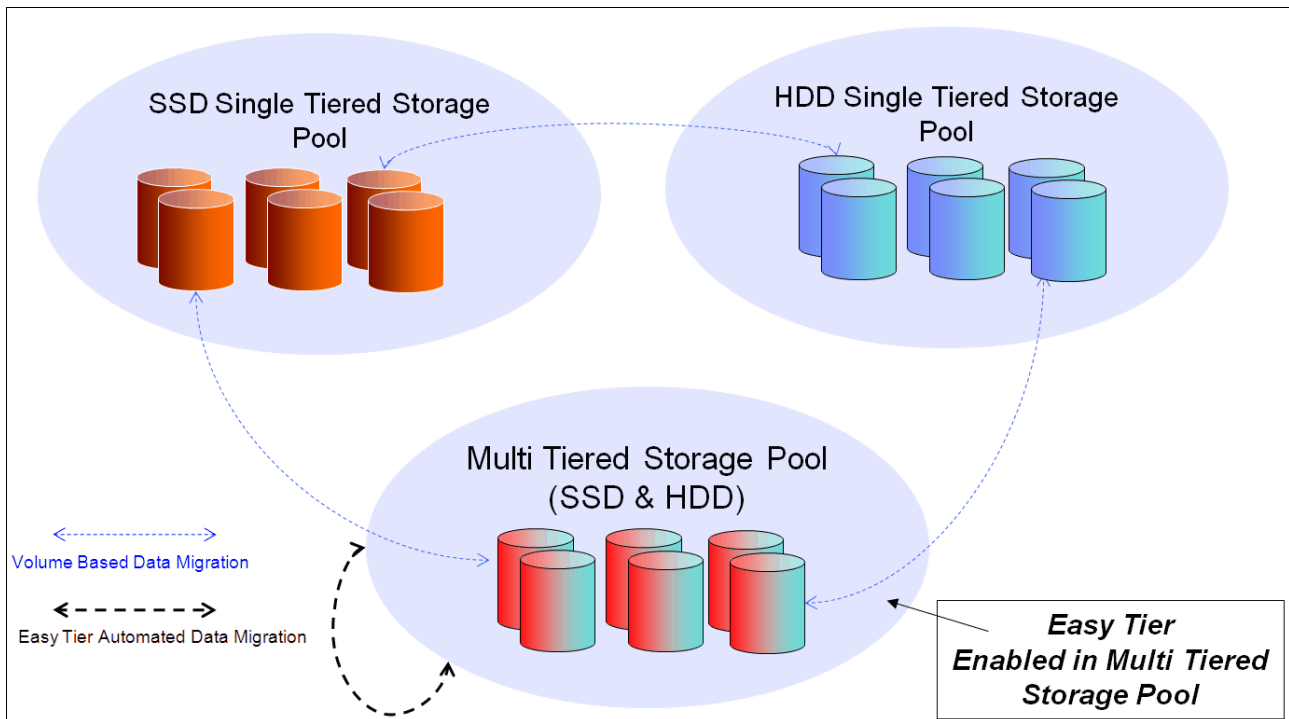 SSD Single Tiered Storage
Pool
HDD Single Tiered Storage
Pool
Multi Tiered Storage Pool
(SSD & HDD)
Volume Based Data Migration
Easy Tier Automated Data Migration
Easy Tier
Enabled in Multi Tiered
Storage Pool